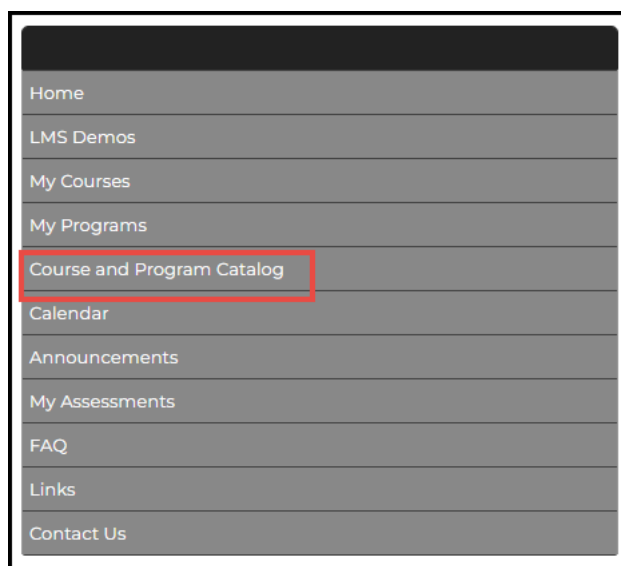 Home
LMS Demos
My Courses
My Programs
Course and Program Catalog
Calendar
Announcements
My Assessments
FAQ
Links
Contact Us